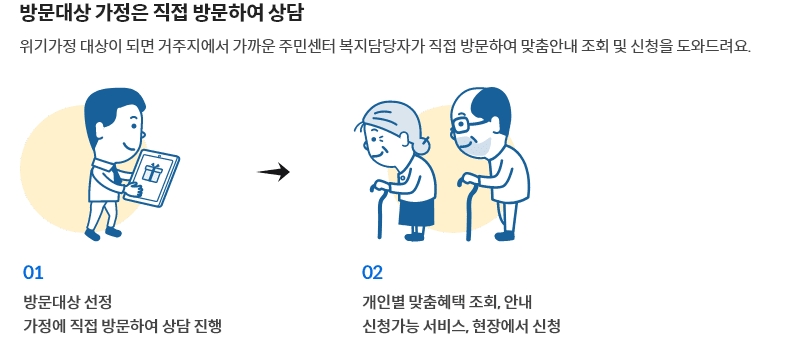 방문대상 가정은 직접 방문하여 상담
위기가정 대상이 되면 거주지에서 가까운 주민센터 복지담당자가 직접 방문하여 맞춤안내 조회 및 신청을 도와드려요.
01
방문대상 선정
가정에 직접 방문하여 상담 진행
02
개인별 맞춤혜택 조회, 안내
신청가능 서비스, 현장에서 신청